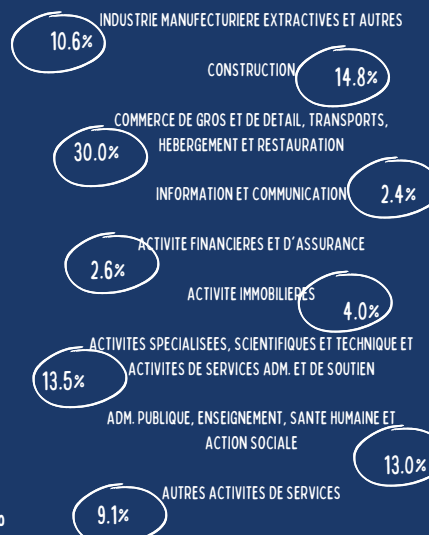 INDUSTRIE MANUFECTURIERE EXTRACTIVES ET AUTRES
10.6%
CONSTRUCTION
14.8%
COMMERCE DE GROS ET DE DETAIL, TRANSPORTS,
HEBERGEMENT ET RESTAURATION
30.0%
INFORMATION ET COMMUNICATION
2.4%
ACTIVITE FINANCIERES ET D'ASSURANCE
2.6%
ACTIVITE IMMOBILIERES
4.0%
ACTIVITES SPECIALISEES, SCIENTIFIQUES ET TECHNIQUE ET
ACTIVITES DE SERVICES ADM. ET DE SOUTIEN
13.5%
ADM. PUBLIQUE, ENSEIGNEMENT, SANTE HUMAINE ET
ACTION SOCIALE
13.0%
AUTRES ACTIVITES DE SERVICES
9.1%